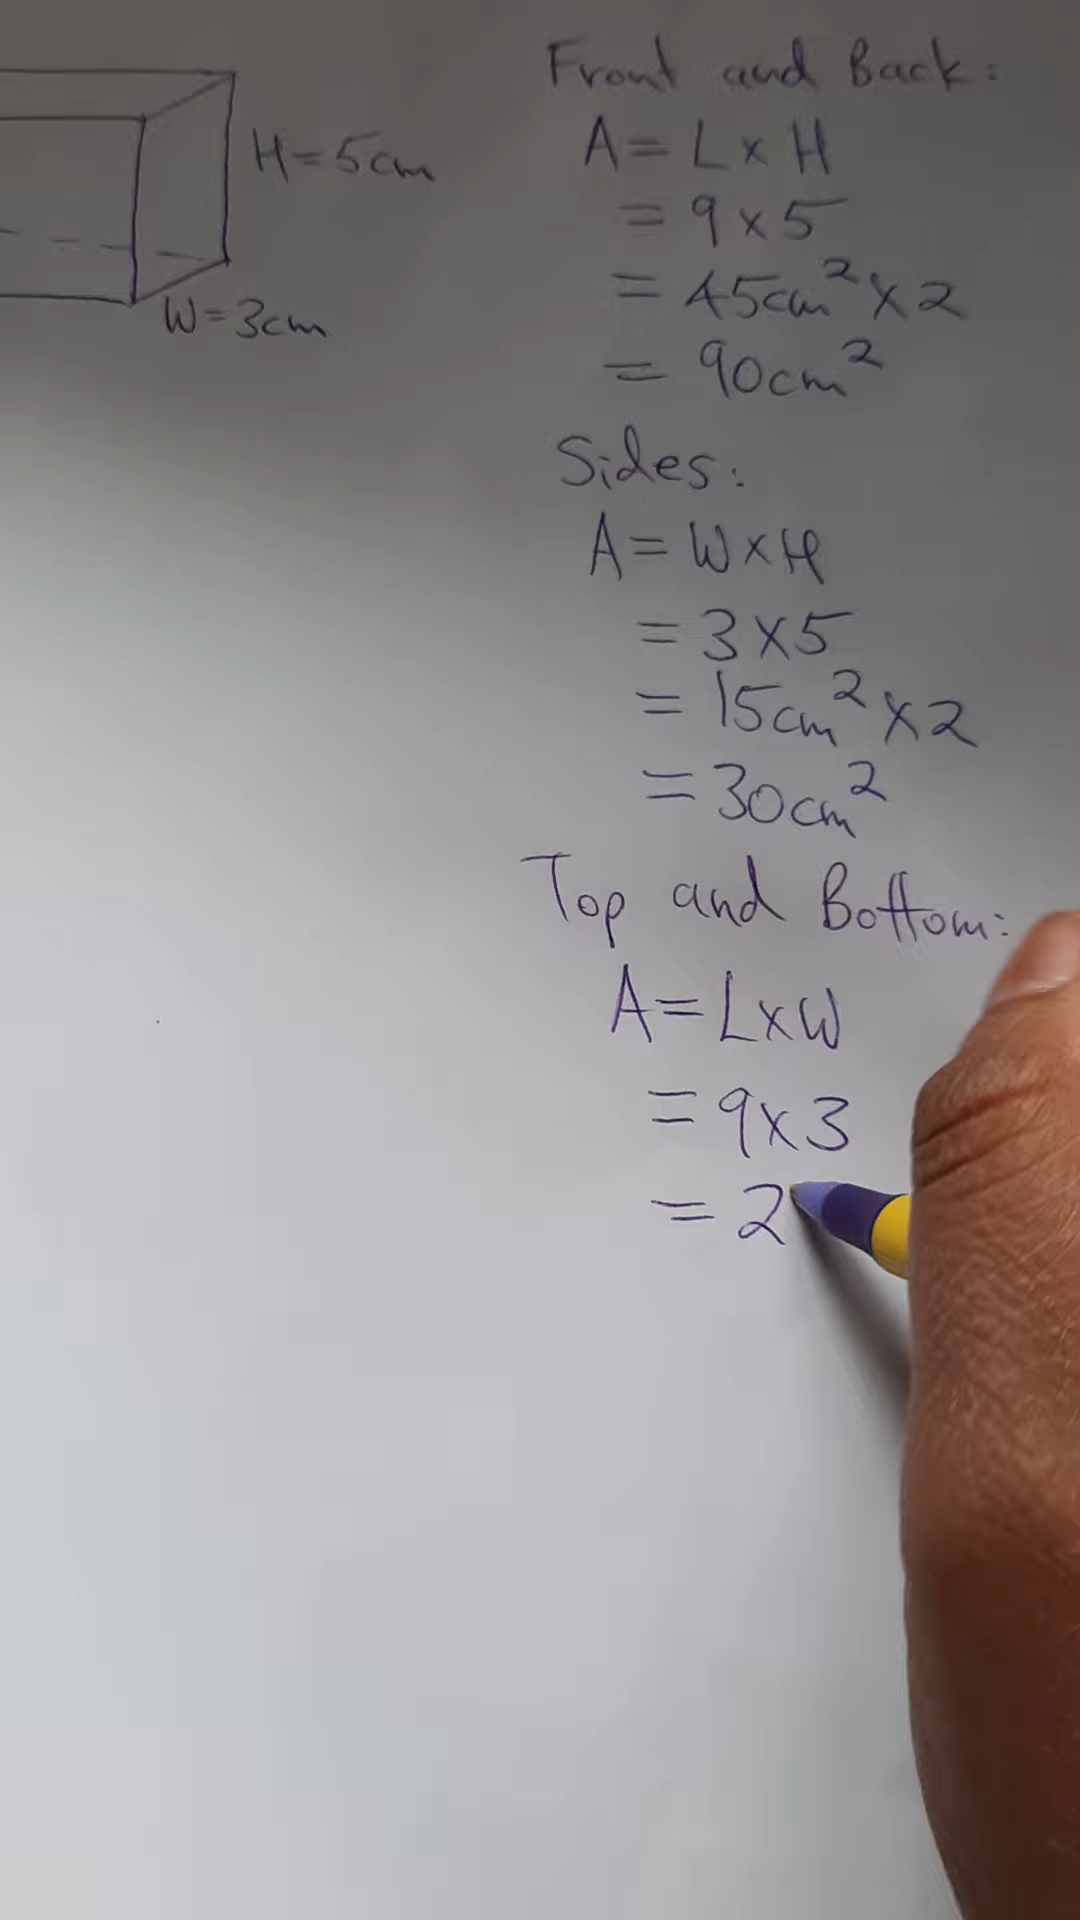 H = 5cm
W = 3cm
Front and Back:
A = L x H
= 9 x 5
= 45cm² x 2
= 90cm²
Sides:
A = W x H
= 3 x 5
= 15cm² x 2
= 30cm²
Top and Bottom:
A = L x W
= 9 x 3
= 2